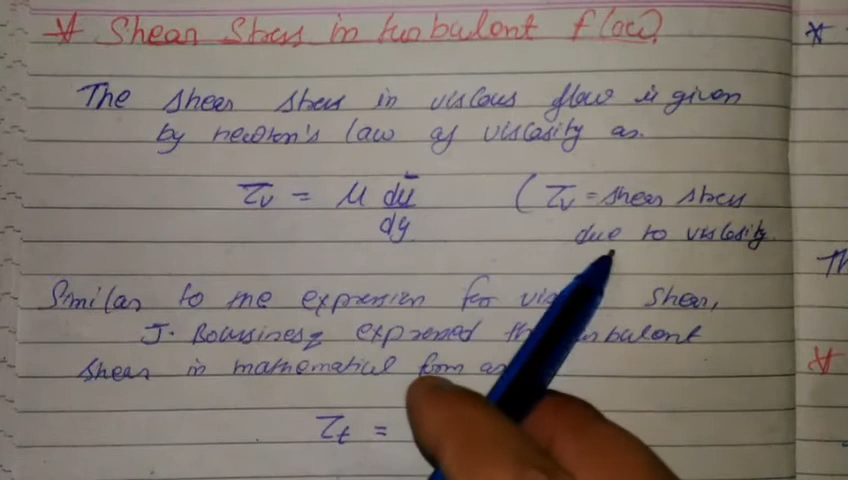 * Shear Stress in turbulent flow.
The shear stress in viscous flow is given
by newton's law of viscosity as.
τv = μ dū/dy (τv = shear stress
due to viscosity
Similar to the expression for shear,
J. Boussinesq expressed turbulent
shear in mathematical form as
τt =
*
Th
*